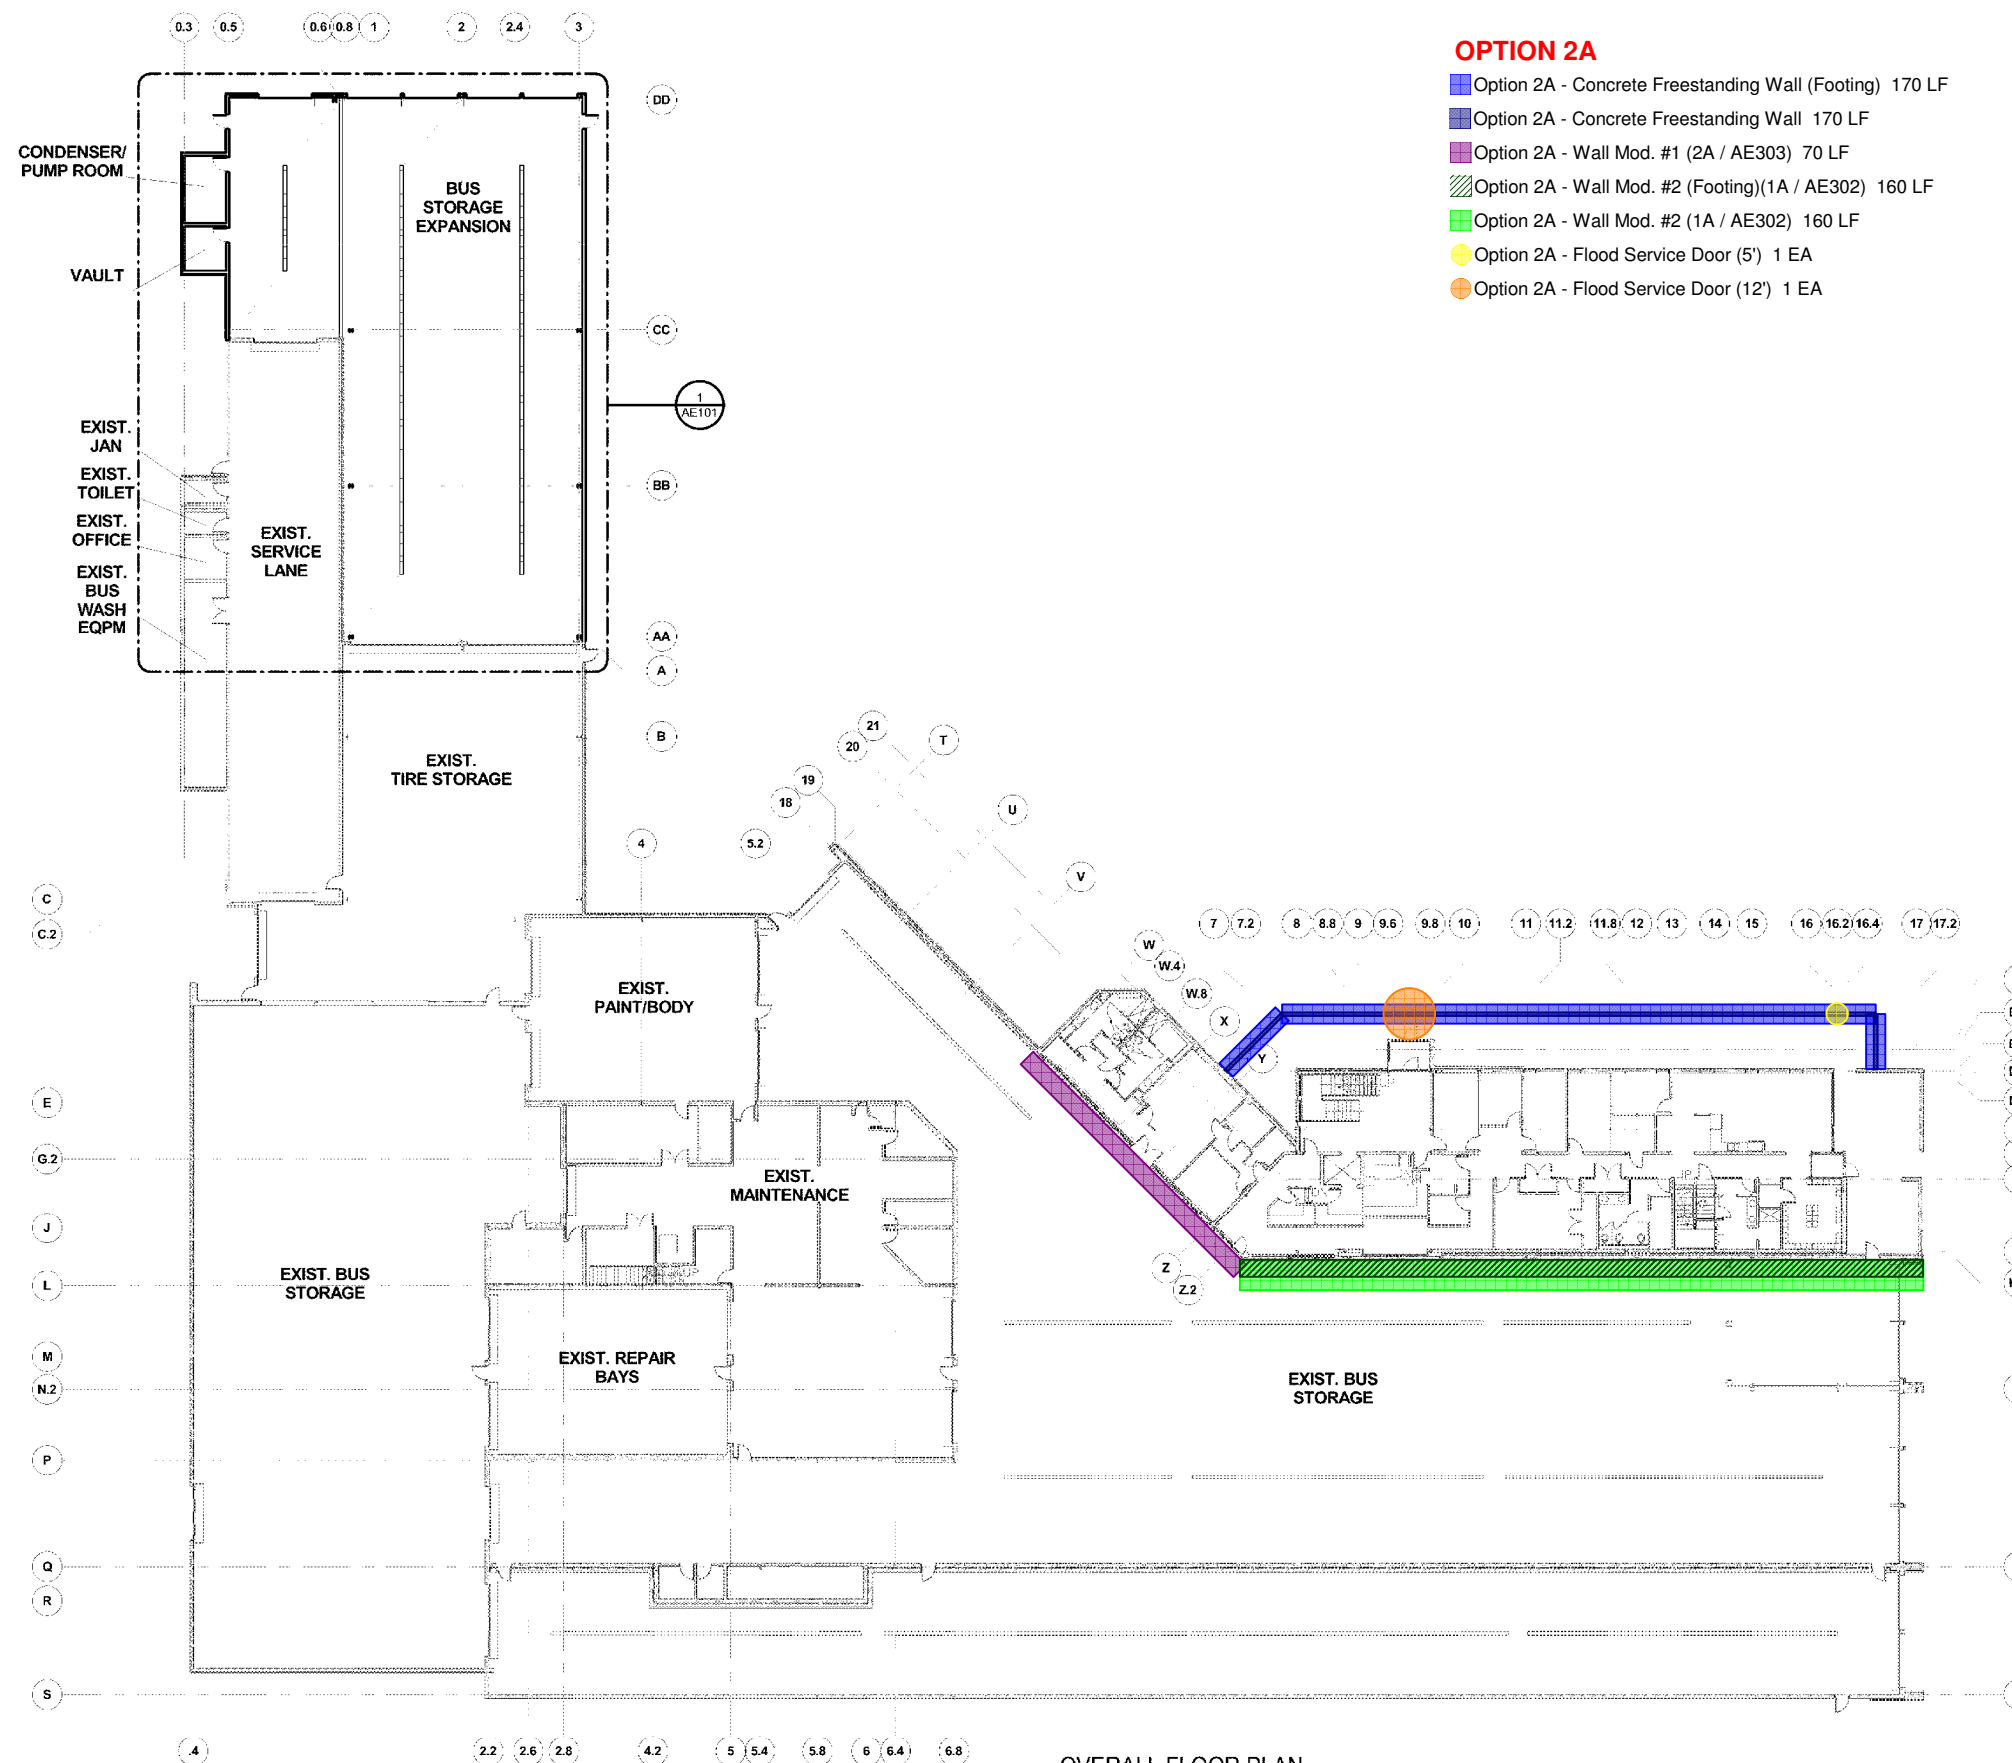 0.3 0.5 0.6 0.8 1 2 2.4 3
OPTION 2A
Option 2A - Concrete Freestanding Wall (Footing) 170 LF
Option 2A - Concrete Freestanding Wall 170 LF
Option 2A - Wall Mod. #1 (2A / AE303) 70 LF
Option 2A - Wall Mod. #2 (Footing)(1A / AE302) 160 LF
Option 2A - Wall Mod. #2 (1A / AE302) 160 LF
Option 2A - Flood Service Door (5') 1 EA
Option 2A - Flood Service Door (12') 1 EA
DD
CONDENSER/
PUMP ROOM
BUS
STORAGE
EXPANSION
VAULT
CC
1
AE101
EXIST.
JAN
EXIST.
TOILET
BB
EXIST.
OFFICE
EXIST.
SERVICE
LANE
EXIST.
BUS
WASH
EQPM
AA
A
B
EXIST.
TIRE STORAGE
21
20
T
19
18
U
4
5.2
V
C
C.2
7 7.2 8 8.8 9 9.6 9.8 10 11 11.2 11.8 12 13 14 15 16 16.2 16.4 17 17.2
W
W.4
W.8
X
Y
EXIST.
PAINT/BODY
E
G.2
EXIST.
MAINTENANCE
J
EXIST. BUS
STORAGE
L
Z
Z.2
M
EXIST. REPAIR
BAYS
N.2
EXIST. BUS
STORAGE
P
Q
R
S
.4 2.2 2.6 2.8 4.2 5 5.4 5.8 6 6.4 6.8
OVERALL FLOOR PLAN